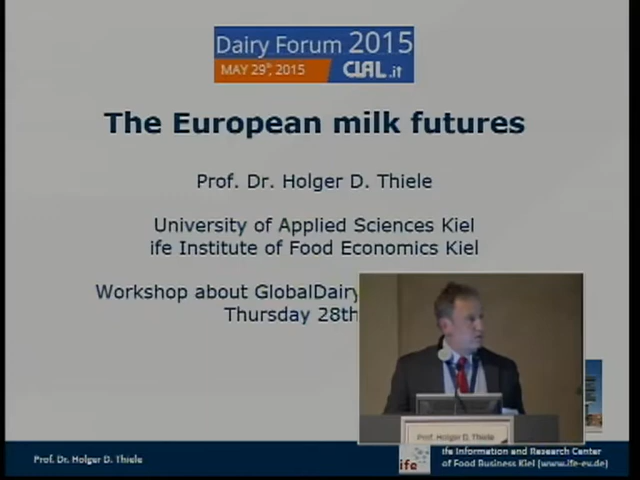 Dairy Forum 2015
MAY 29th, 2015 CLAL.it
The European milk futures
Prof. Dr. Holger D. Thiele
University of Applied Sciences Kiel
ife Institute of Food Economics Kiel
Workshop about GlobalDairy
Thursday 28th
Prof. Holger D. Thiele
Prof. Dr. Holger D. Thiele
ife
ife Information and Research Center
of Food Business Kiel (www.ife-ev.de)